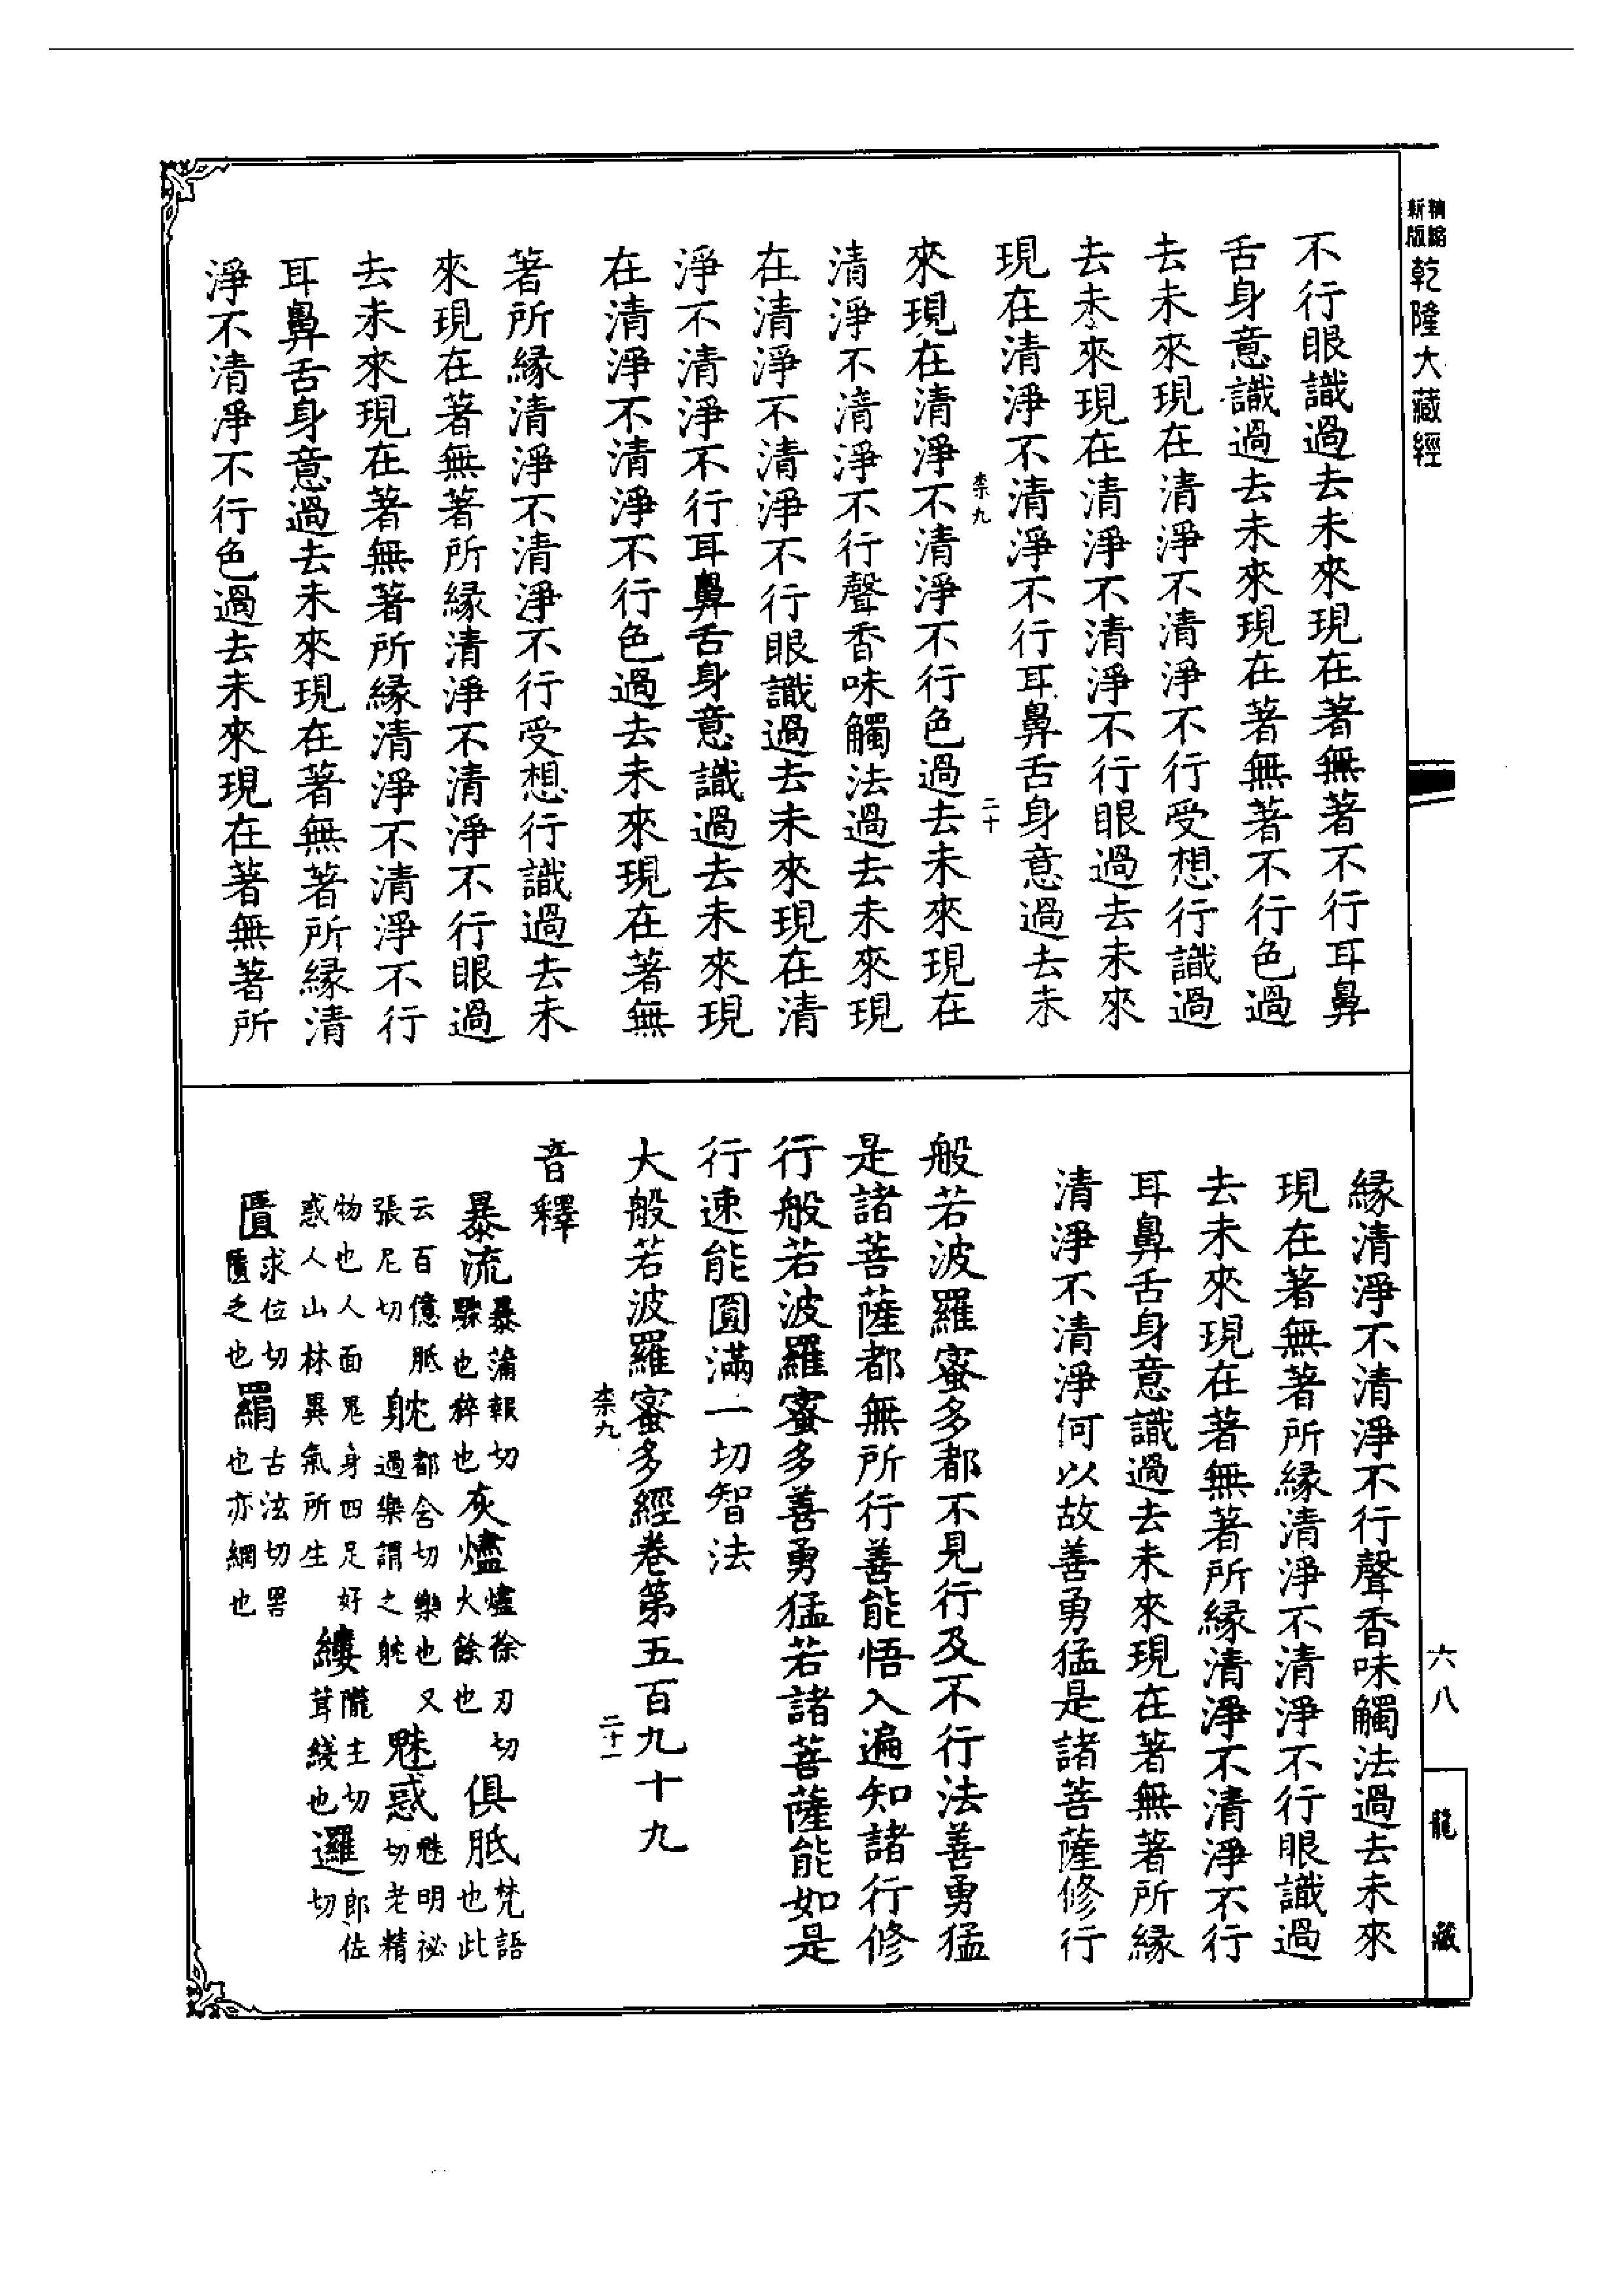 精縮新版
乾隆大藏經
不行眼識過去未來現在著無著不行耳鼻
舌身意識過去未來現在著無著不行色過
去未來現在清淨不清淨不行受想行識過
去未來現在清淨不清淨不行眼過去未來
現在清淨不清淨不行耳鼻舌身意過去未
柰九
二十
來現在清淨不清淨不行色過去未來現在
清淨不清淨不行聲香味觸法過去未來現
在清淨不清淨不行眼識過去未來現在清
淨不清淨不行耳鼻舌身意識過去未來現
在清淨不清淨不行色過去未來現在著無
著所緣清淨不清淨不行受想行識過去未
來現在著無著所緣清淨不清淨不行眼過
去未來現在著無著所緣清淨不清淨不行
耳鼻舌身意過去未來現在著無著所緣清
淨不清淨不行色過去未來現在著無著所
緣清淨不清淨不行聲香味觸法過去未來
現在著無著所緣清淨不清淨不行眼識過
去未來現在著無著所緣清淨不清淨不行
耳鼻舌身意識過去未來現在著無著所緣
清淨不清淨何以故善勇猛是諸菩薩修行
般若波羅蜜多都不見行及不行法善勇猛
是諸菩薩都無所行善能悟入遍知諸行修
行般若波羅蜜多善勇猛若諸菩薩能如是
行速能圓滿一切智法
大般若波羅蜜多經卷第五百九十九
柰九
二十一
音釋
暴流暴蒲報切驟也猝也灰燼燼徐刃切火餘也俱胝梵語也此
云百億胝張尼切躭都含切樂也又過樂謂之躭魅惑魅明祕切老精
物也人面鬼身四足好惑人山林異氣所生縷隴主切茸綫也邏郎佐切
匱求位切匱乏也羂古泫切罟也亦網也
六八
龍藏